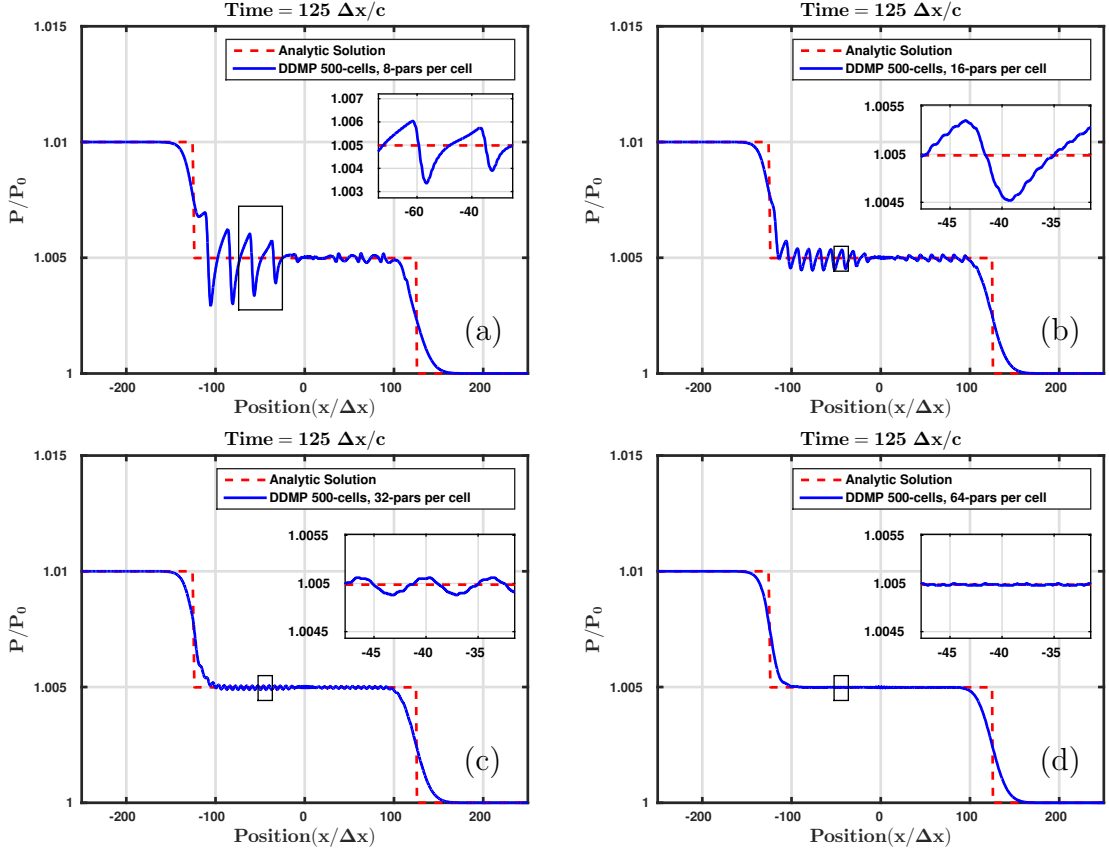 Time = 125 Δx/c
1.015
1.01
1.005
1
P/P0
Analytic Solution
DDMP 500-cells, 8-pars per cell
1.007
1.006
1.005
1.004
1.003
-60
-40
(a)
-200
-100
0
100
200
Position(x/Δx)
Time = 125 Δx/c
1.015
1.01
1.005
1
P/P0
Analytic Solution
DDMP 500-cells, 16-pars per cell
1.0055
1.005
1.0045
-45
-40
-35
(b)
-200
-100
0
100
200
Position(x/Δx)
Time = 125 Δx/c
1.015
1.01
1.005
1
P/P0
Analytic Solution
DDMP 500-cells, 32-pars per cell
1.0055
1.005
1.0045
-45
-40
-35
(c)
-200
-100
0
100
200
Position(x/Δx)
Time = 125 Δx/c
1.015
1.01
1.005
1
P/P0
Analytic Solution
DDMP 500-cells, 64-pars per cell
1.0055
1.005
1.0045
-45
-40
-35
(d)
-200
-100
0
100
200
Position(x/Δx)